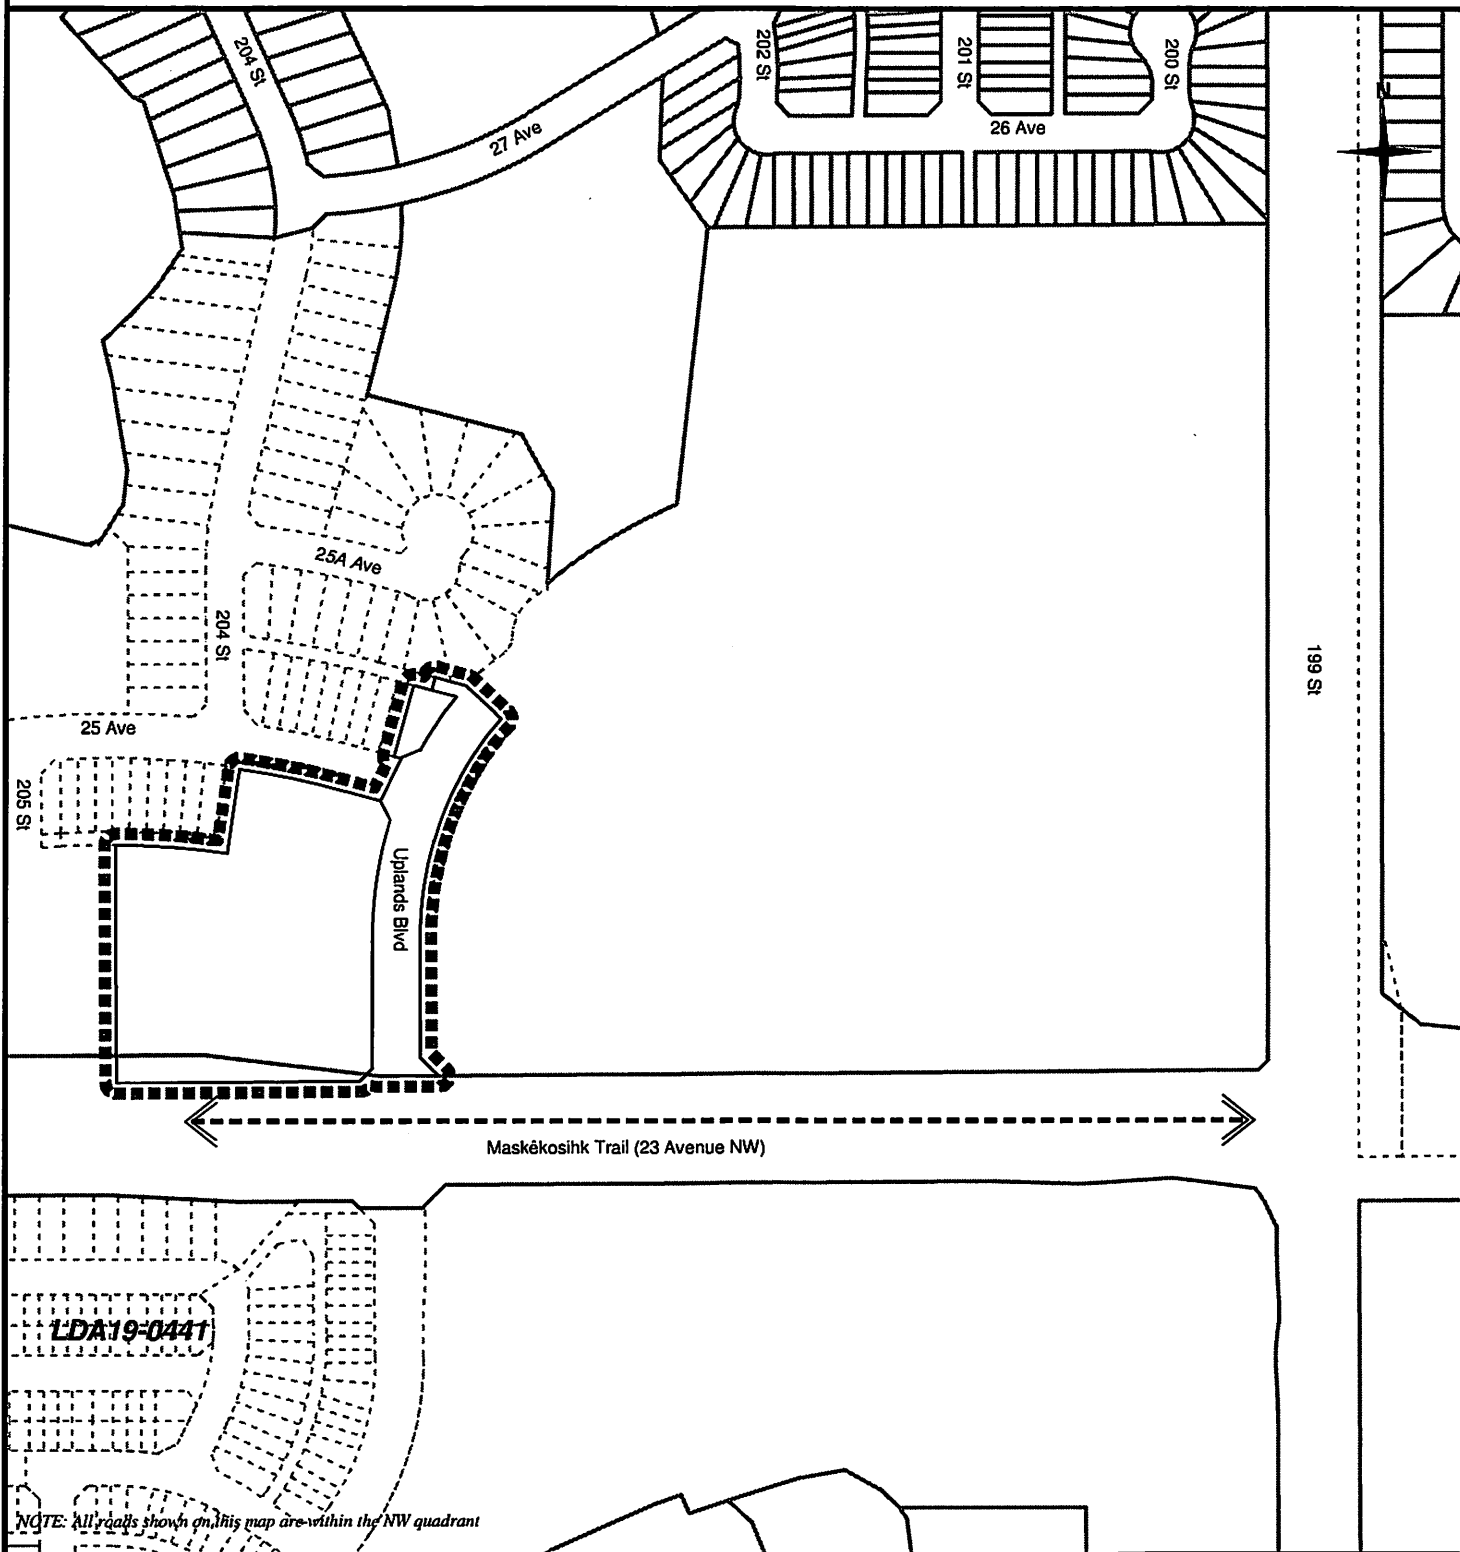 204 St
202 St
201 St
200 St
N
27 Ave
26 Ave
25A Ave
204 St
199 St
25 Ave
205 St
Uplands Blvd
Maskêkosihk Trail (23 Avenue NW)
LDA19-0441
NOTE: All roads shown on this map are within the NW quadrant